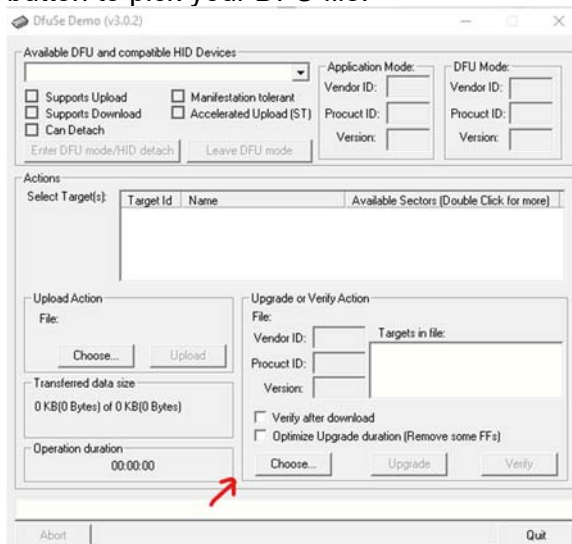 button to pick your DFU file.
DfuSe Demo (v3.0.2)
Available DFU and compatible HID Devices
Supports Upload
Manifestation tolerant
Supports Download
Accelerated Upload (ST)
Can Detach
Enter DFU mode/HID detach
Leave DFU mode
Application Mode:
Vendor ID:
Procuct ID:
Version:
DFU Mode:
Vendor ID:
Procuct ID:
Version:
Actions
Select Target(s):
Target Id
Name
Available Sectors (Double Click for more)
Upload Action
File:
Choose...
Upload
Transferred data size
0 KB(0 Bytes) of 0 KB(0 Bytes)
Operation duration
00:00:00
Upgrade or Verify Action
File:
Vendor ID:
Procuct ID:
Version:
Targets in file:
Verify after download
Optimize Upgrade duration (Remove some FFs)
Choose...
Upgrade
Verify
Abort
Quit